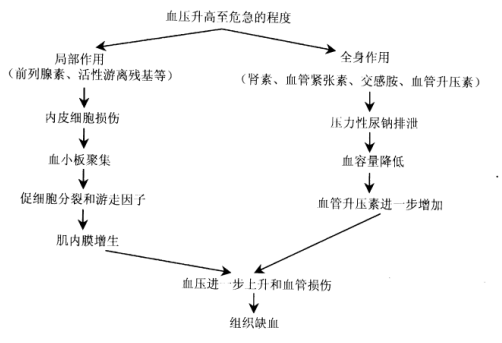 血压升高至危急的程度
局部作用
（前列腺素、活性游离残基等）
内皮细胞损伤
血小板聚集
促细胞分裂和游走因子
肌内膜增生
全身作用
（肾素、血管紧张素、交感胺、血管升压素）
压力性尿钠排泄
血容量降低
血管升压素进一步增加
血压进一步上升和血管损伤
组织缺血